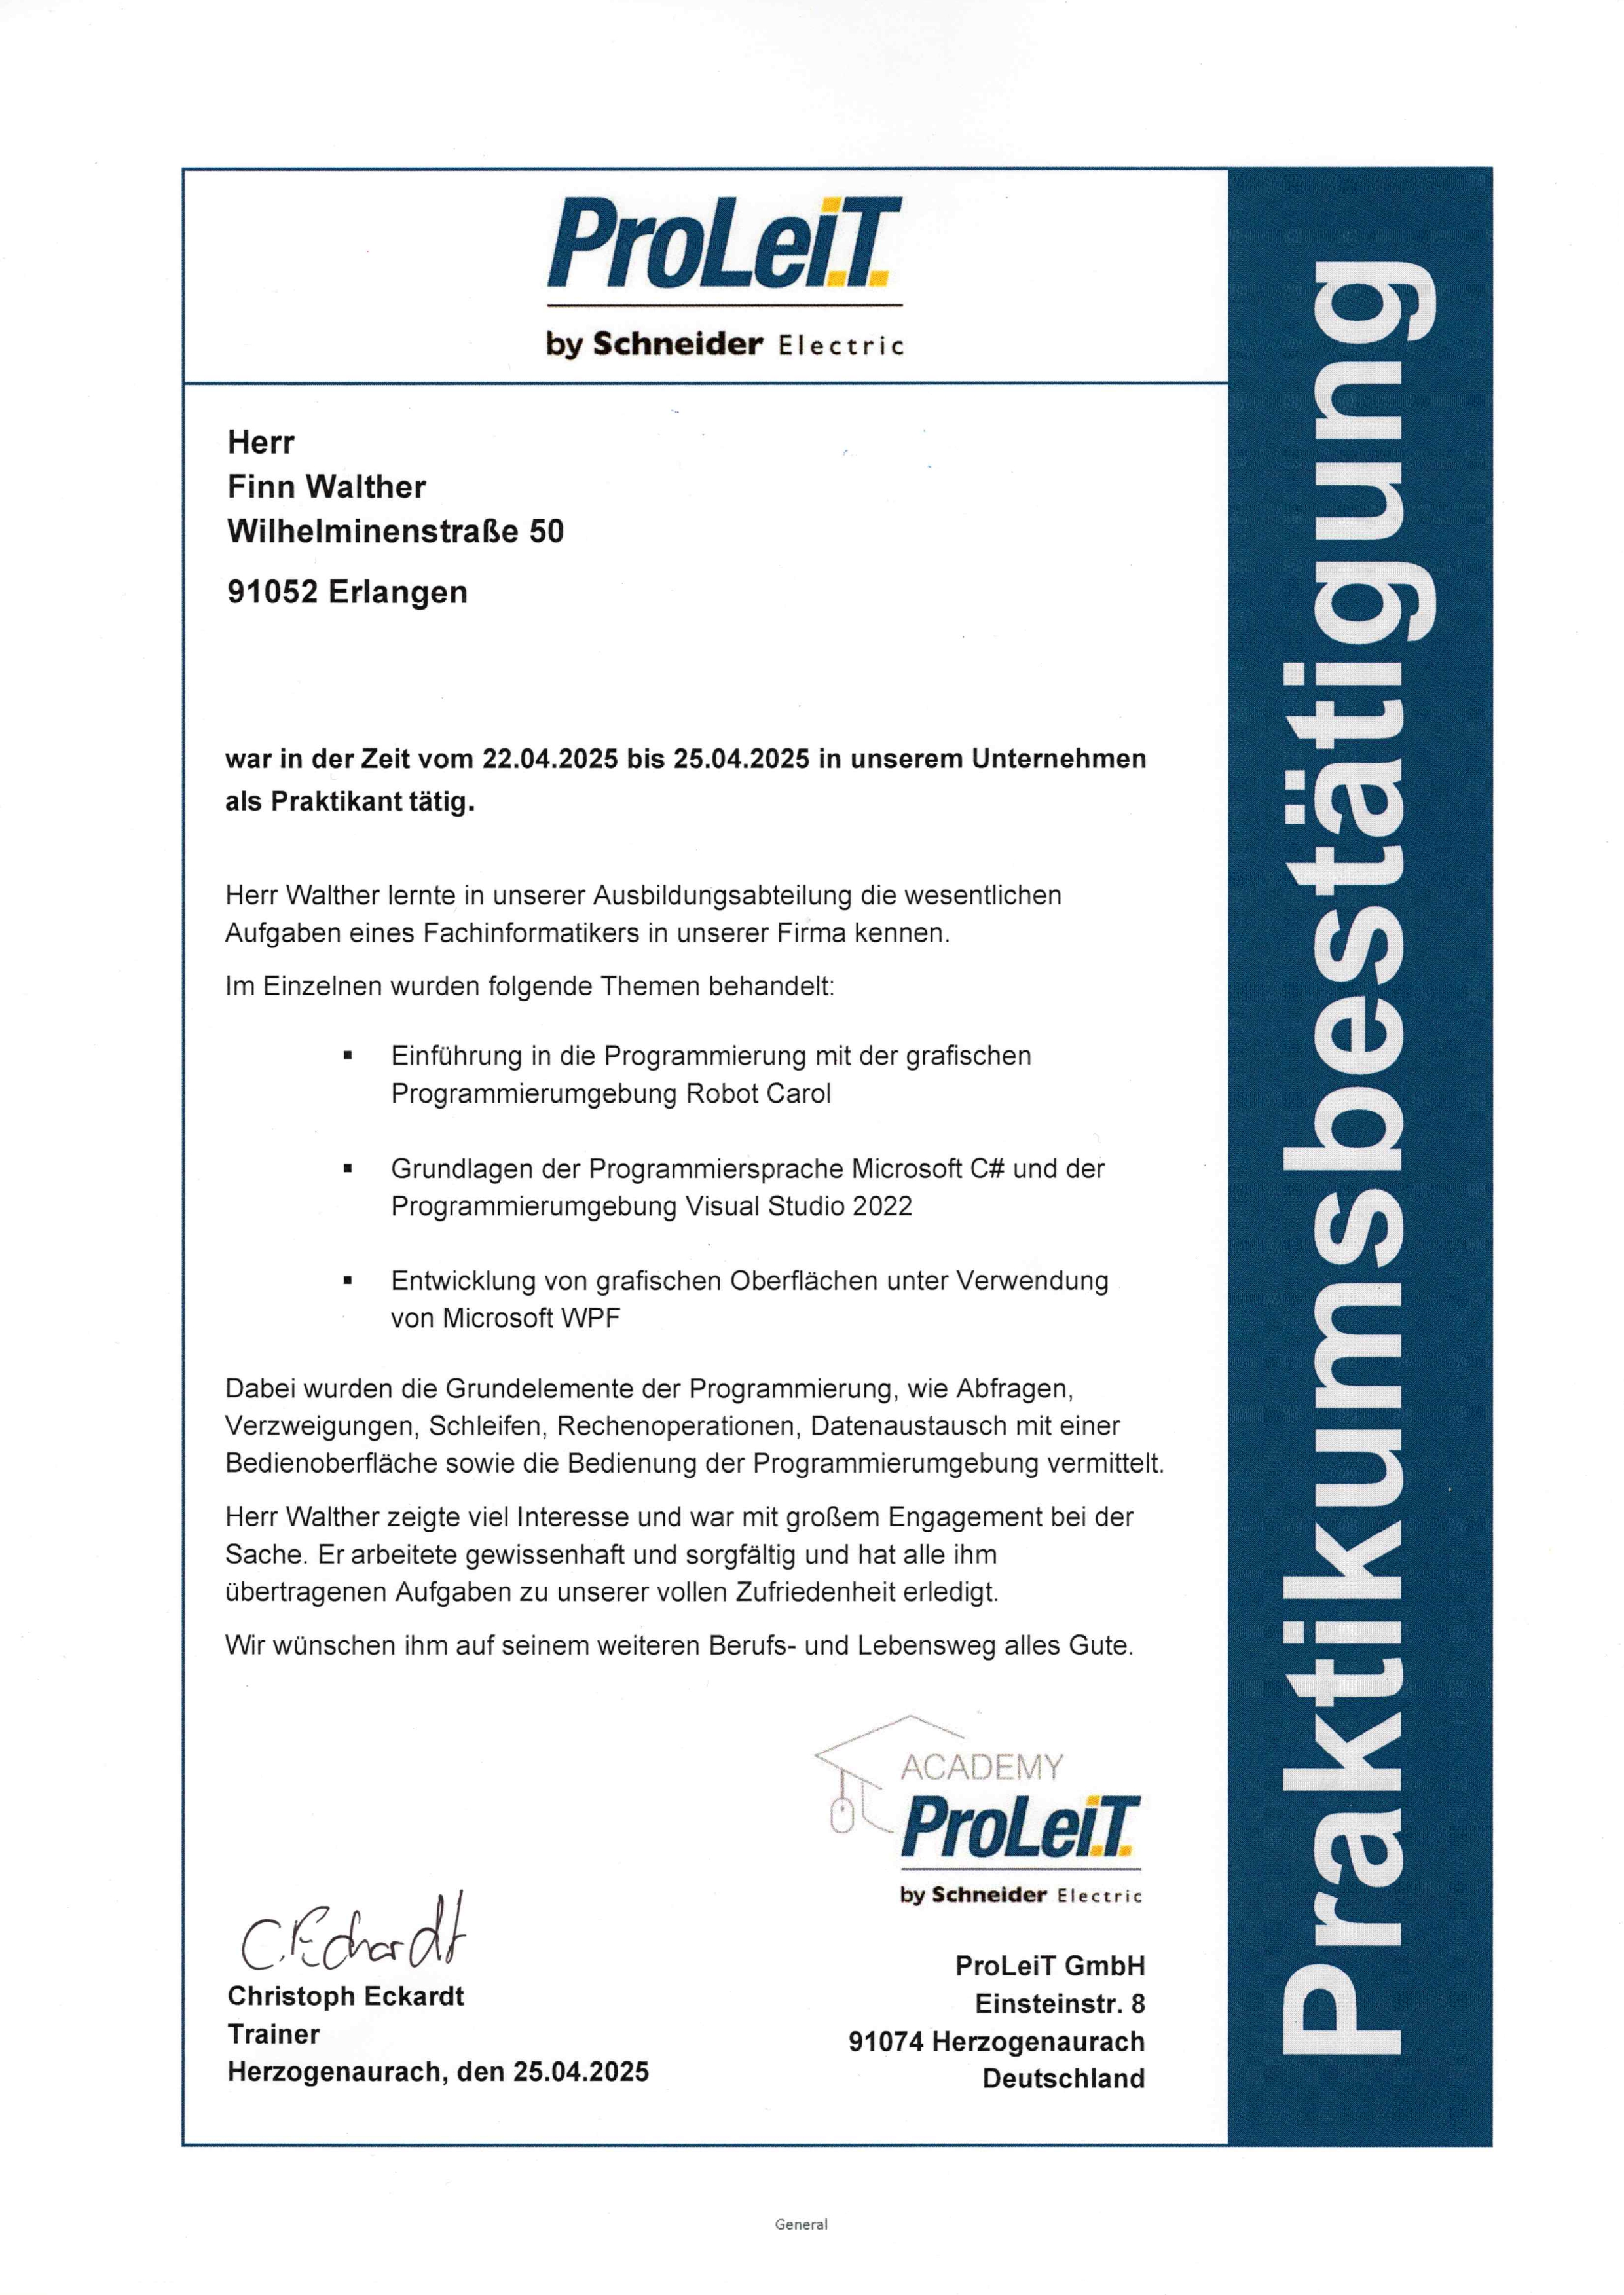 ProLeiT
by Schneider Electric
Herr
Finn Walther
Wilhelminenstraße 50
91052 Erlangen
war in der Zeit vom 22.04.2025 bis 25.04.2025 in unserem Unternehmen
als Praktikant tätig.
Herr Walther lernte in unserer Ausbildungsabteilung die wesentlichen
Aufgaben eines Fachinformatikers in unserer Firma kennen.
Im Einzelnen wurden folgende Themen behandelt:
▪ Einführung in die Programmierung mit der grafischen
Programmierumgebung Robot Carol
▪ Grundlagen der Programmiersprache Microsoft C# und der
Programmierumgebung Visual Studio 2022
▪ Entwicklung von grafischen Oberflächen unter Verwendung
von Microsoft WPF
Dabei wurden die Grundelemente der Programmierung, wie Abfragen,
Verzweigungen, Schleifen, Rechenoperationen, Datenaustausch mit einer
Bedienoberfläche sowie die Bedienung der Programmierumgebung vermittelt.
Herr Walther zeigte viel Interesse und war mit großem Engagement bei der
Sache. Er arbeitete gewissenhaft und sorgfältig und hat alle ihm
übertragenen Aufgaben zu unserer vollen Zufriedenheit erledigt.
Wir wünschen ihm auf seinem weiteren Berufs- und Lebensweg alles Gute.
ACADEMY
ProLeiT
by Schneider Electric
C. Eckardt
Christoph Eckardt
Trainer
Herzogenaurach, den 25.04.2025
ProLeiT GmbH
Einsteinstr. 8
91074 Herzogenaurach
Deutschland
Praktikumsbestätigung
General